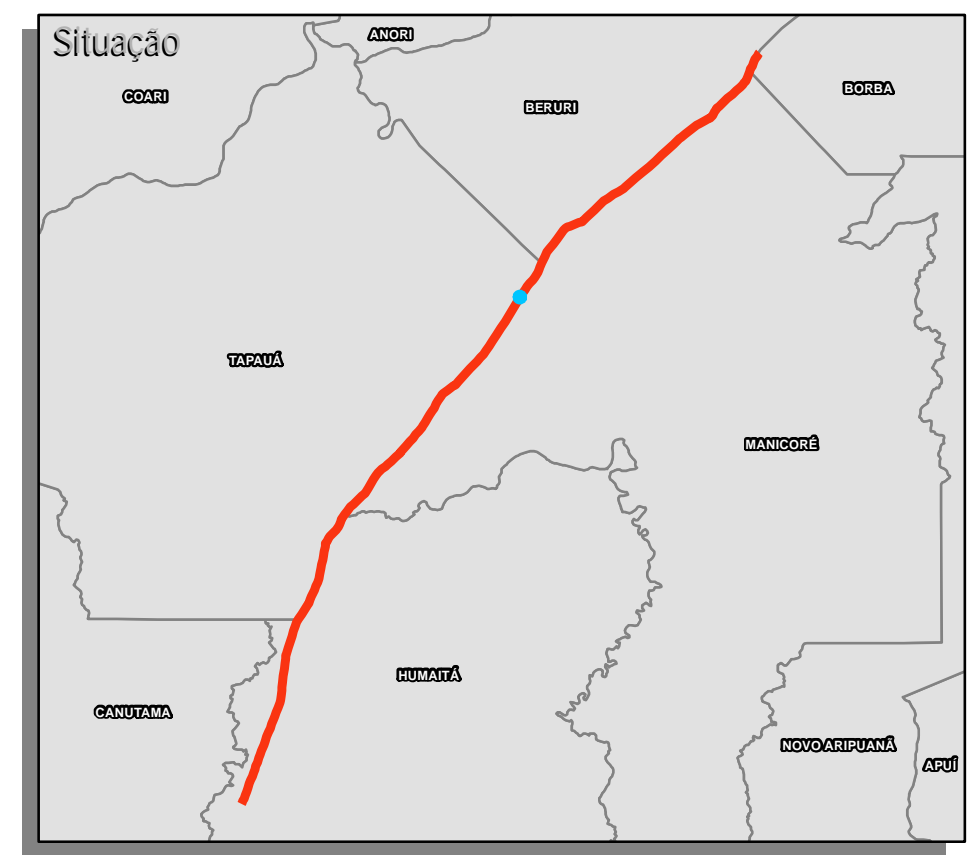 Situação
ANORI
COARI
BORBA
BERURI
TAPAUÁ
MANICORÉ
HUMAITÁ
CANUTAMA
NOVO ARIPUANÃ
APUÍ